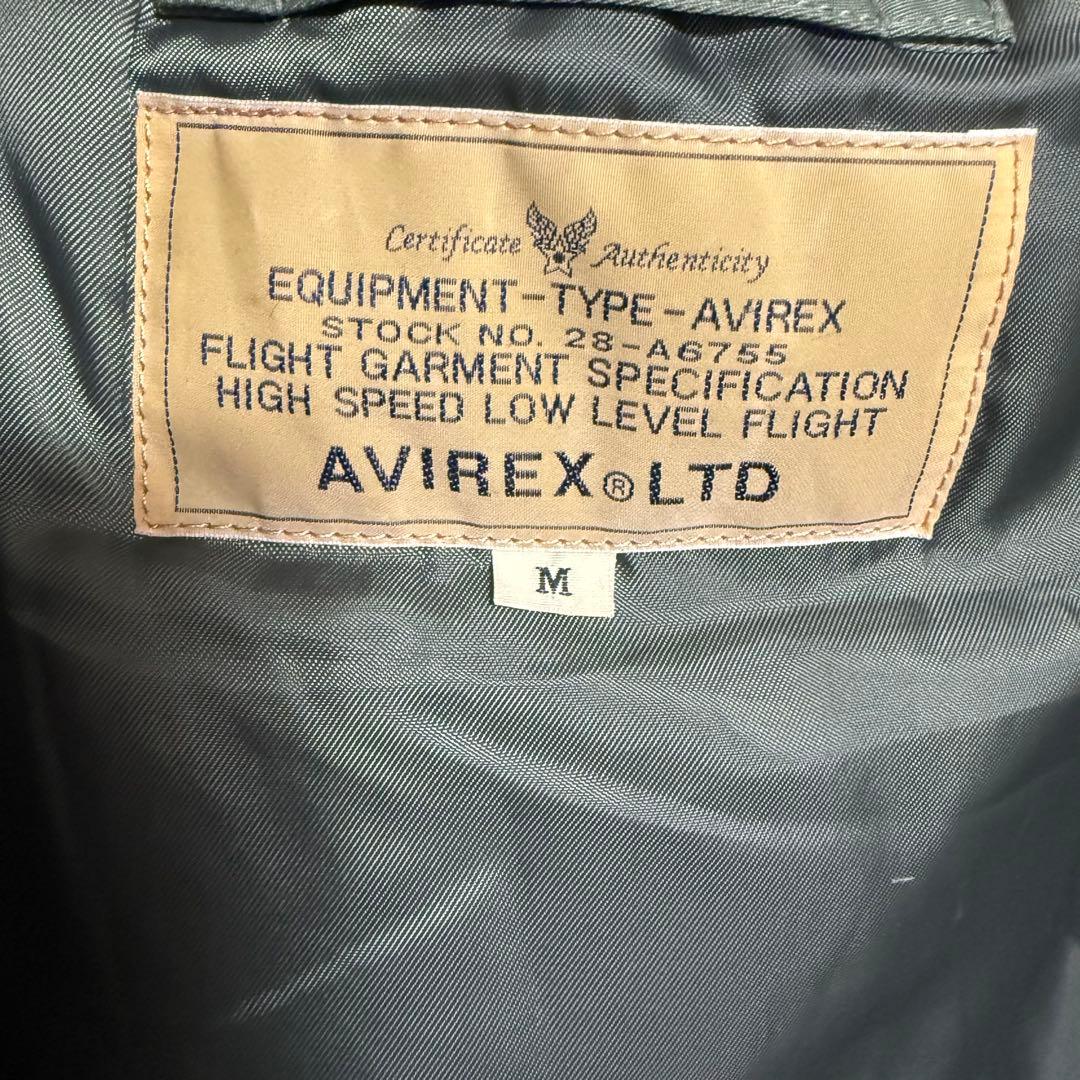 Certificate Authenticity
EQUIPMENT-TYPE-AVIREX
STOCK NO. 28-A6755
FLIGHT GARMENT SPECIFICATION
HIGH SPEED LOW LEVEL FLIGHT
AVIREX® LTD
M